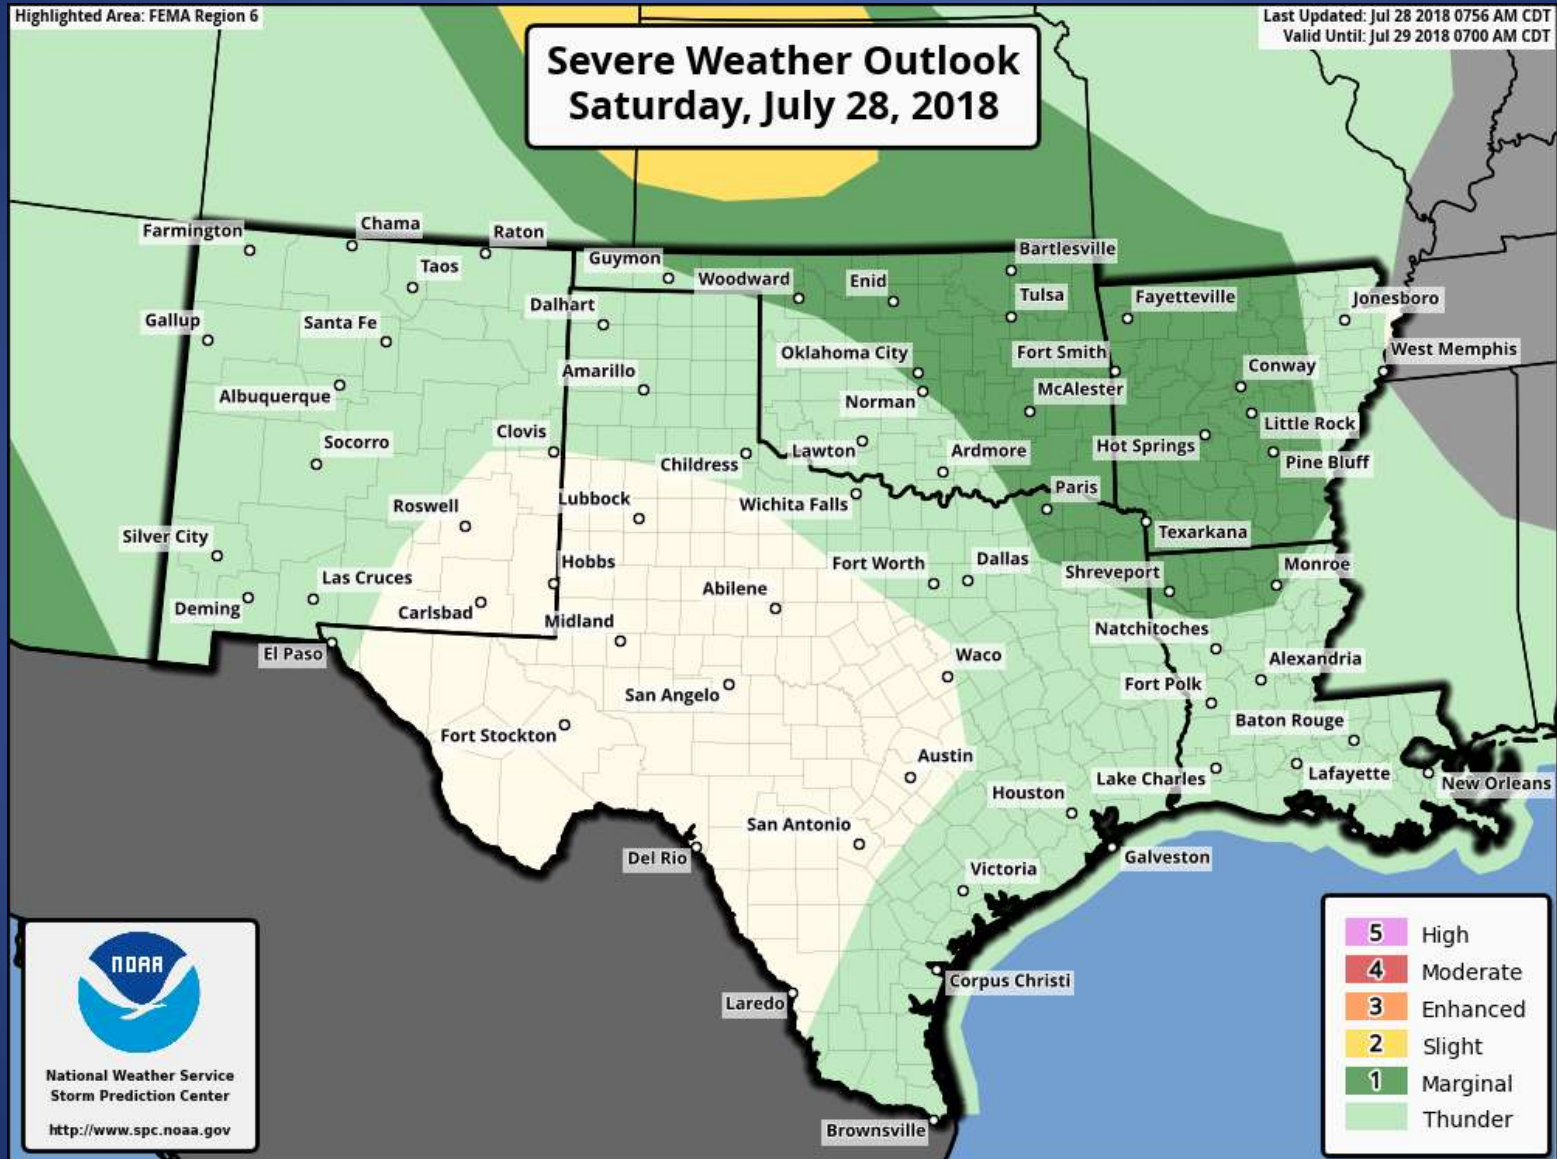 Highlighted Area: FEMA Region 6
Last Updated: Jul 28 2018 0756 AM CDT
Valid Until: Jul 29 2018 0700 AM CDT
Severe Weather Outlook
Saturday, July 28, 2018
Farmington
Chama
Raton
Taos
Guymon
Woodward
Enid
Bartlesville
Tulsa
Fayetteville
Jonesboro
Gallup
Santa Fe
Dalhart
Oklahoma City
Fort Smith
West Memphis
Albuquerque
Amarillo
Norman
McAlester
Conway
Little Rock
Socorro
Clovis
Childress
Lawton
Ardmore
Hot Springs
Pine Bluff
Roswell
Lubbock
Wichita Falls
Paris
Texarkana
Silver City
Las Cruces
Hobbs
Abilene
Fort Worth
Dallas
Shreveport
Monroe
Deming
Carlsbad
Midland
Natchitoches
El Paso
San Angelo
Waco
Alexandria
Fort Polk
Fort Stockton
Austin
Baton Rouge
Houston
Lake Charles
Lafayette
New Orleans
San Antonio
Del Rio
Victoria
Galveston
Laredo
Corpus Christi
Brownsville
NOAA
National Weather Service
Storm Prediction Center
http://www.spc.noaa.gov
5 High
4 Moderate
3 Enhanced
2 Slight
1 Marginal
Thunder